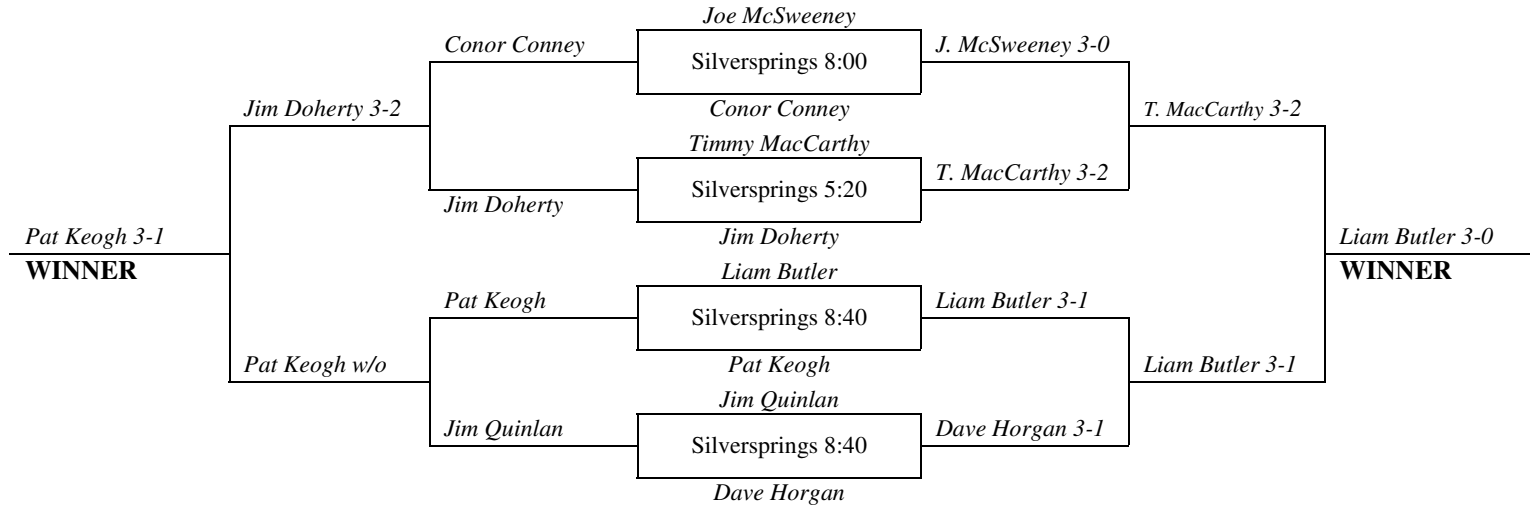 Joe McSweeney
Conor Conney
Silversprings 8:00
J. McSweeney 3-0
Jim Doherty 3-2
Conor Conney
T. MacCarthy 3-2
Timmy MacCarthy
Silversprings 5:20
T. MacCarthy 3-2
Jim Doherty
Pat Keogh 3-1
Jim Doherty
Liam Butler 3-0
WINNER
Liam Butler
WINNER
Pat Keogh
Silversprings 8:40
Liam Butler 3-1
Pat Keogh w/o
Pat Keogh
Liam Butler 3-1
Jim Quinlan
Jim Quinlan
Silversprings 8:40
Dave Horgan 3-1
Dave Horgan